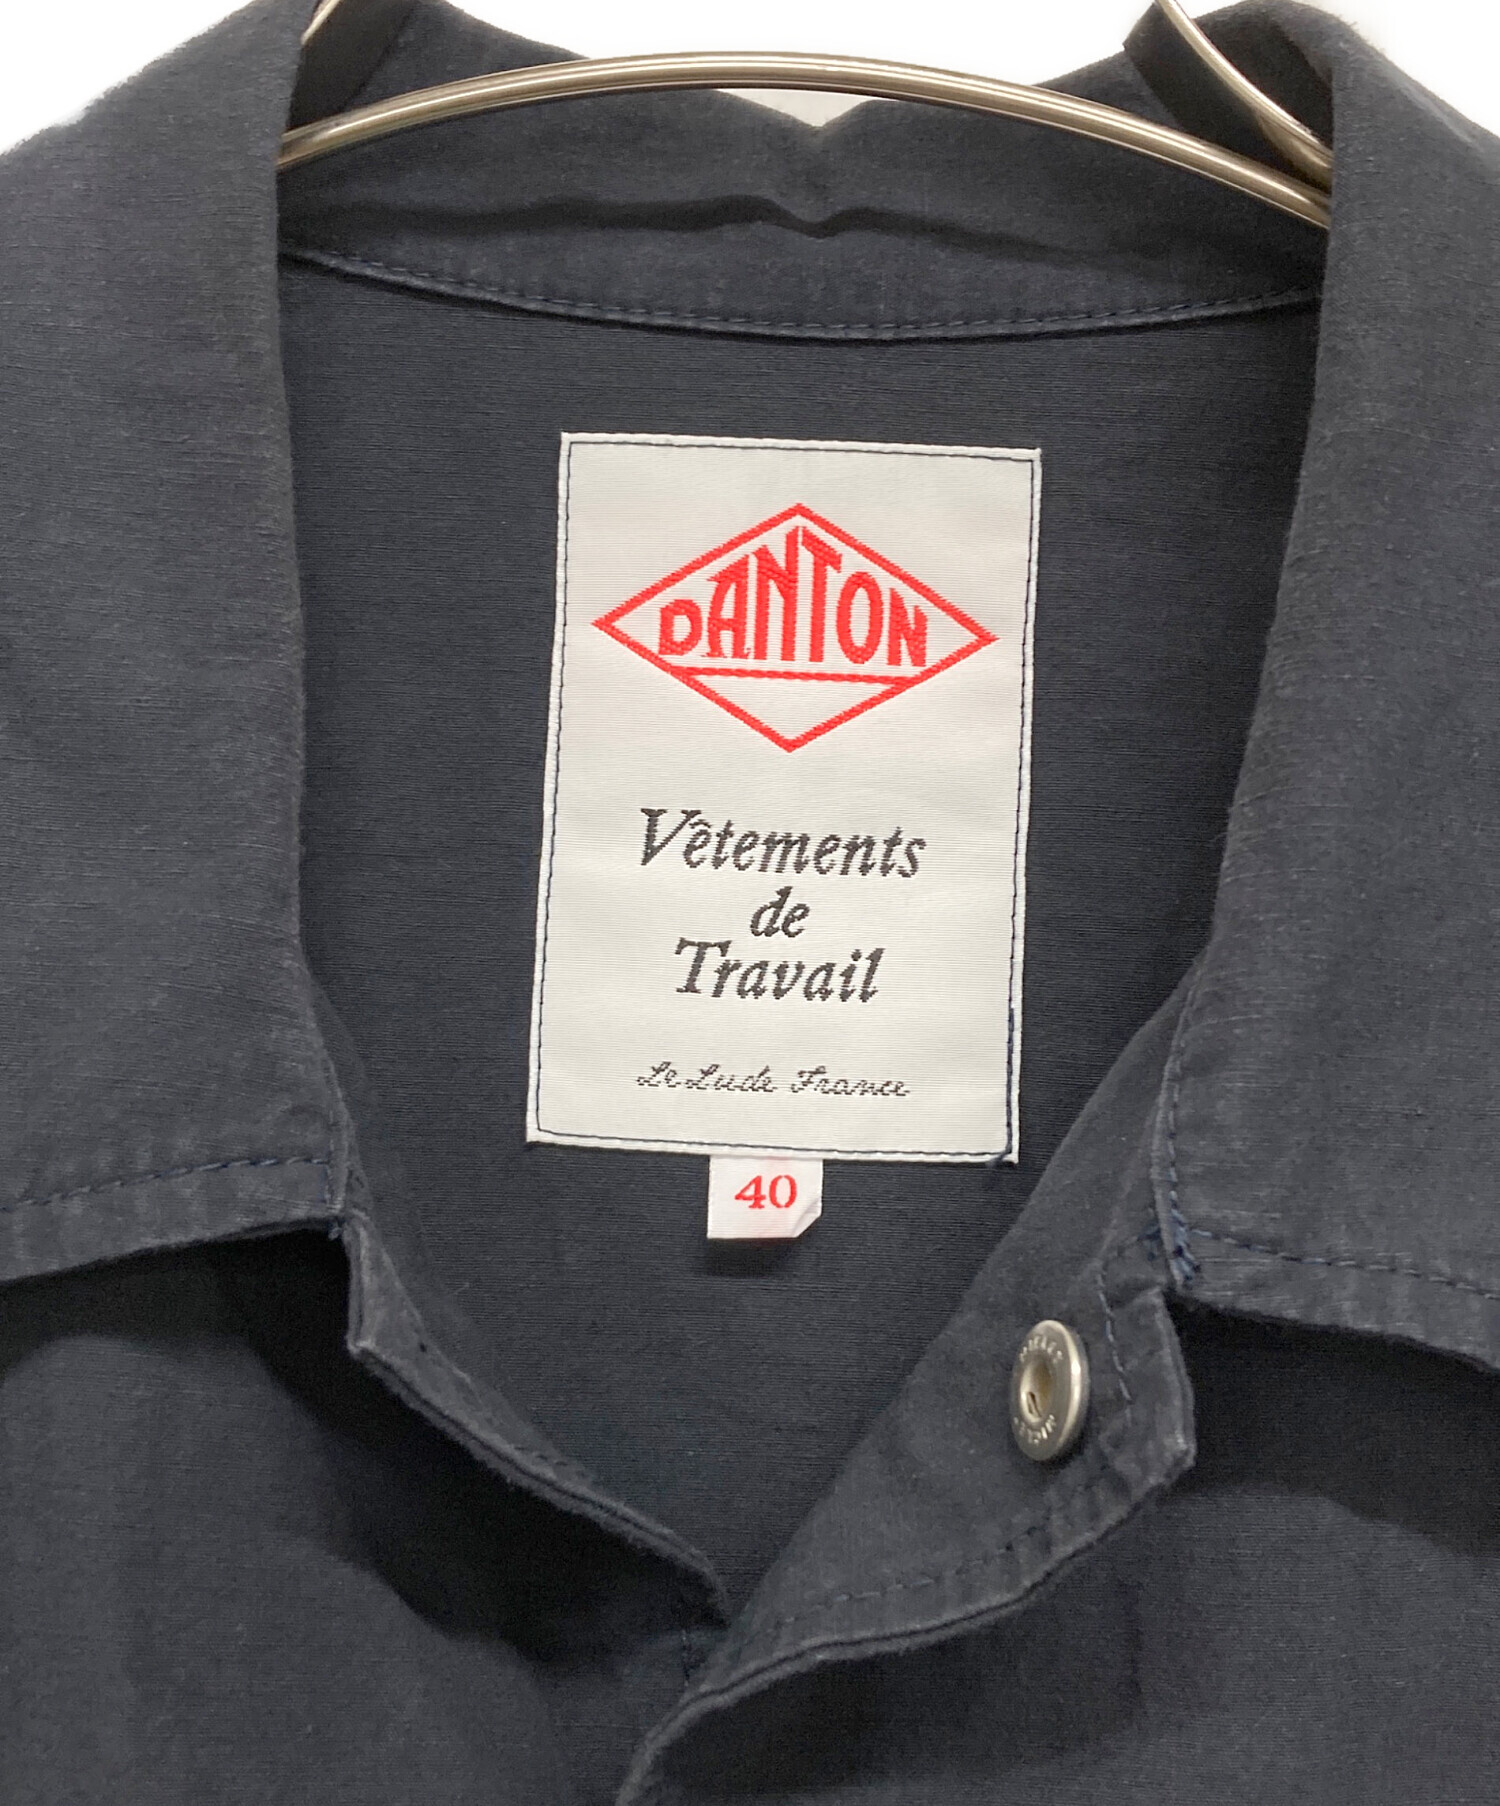 DANTON
Vêtements
de
Travail
Le Lude France
40